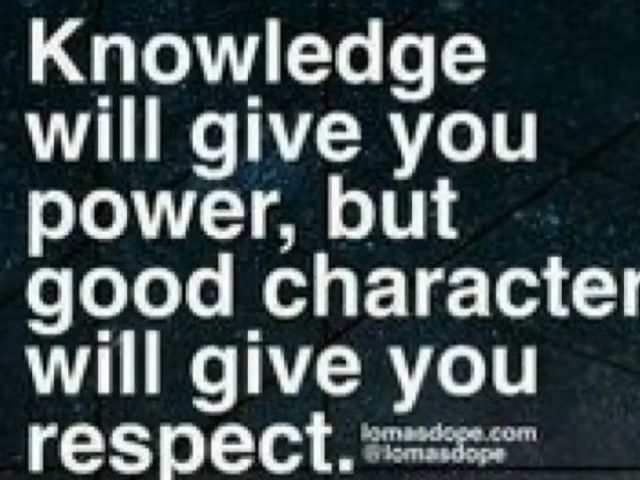 Knowledge
will give you
power, but
good character
will give you
respect.
lomasdope.com
@lomasdope